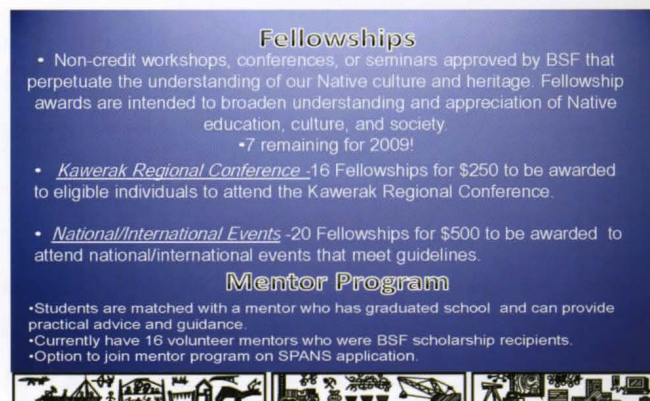 Fellowships
• Non-credit workshops, conferences, or seminars approved by BSF that
perpetuate the understanding of our Native culture and heritage. Fellowship
awards are intended to broaden understanding and appreciation of Native
education, culture, and society.
•7 remaining for 2009!
• Kawerak Regional Conference -16 Fellowships for $250 to be awarded
to eligible individuals to attend the Kawerak Regional Conference.
• National/International Events -20 Fellowships for $500 to be awarded to
attend national/international events that meet guidelines.
Mentor Program
•Students are matched with a mentor who has graduated school and can provide
practical advice and guidance.
•Currently have 16 volunteer mentors who were BSF scholarship recipients.
•Option to join mentor program on SPANS application.